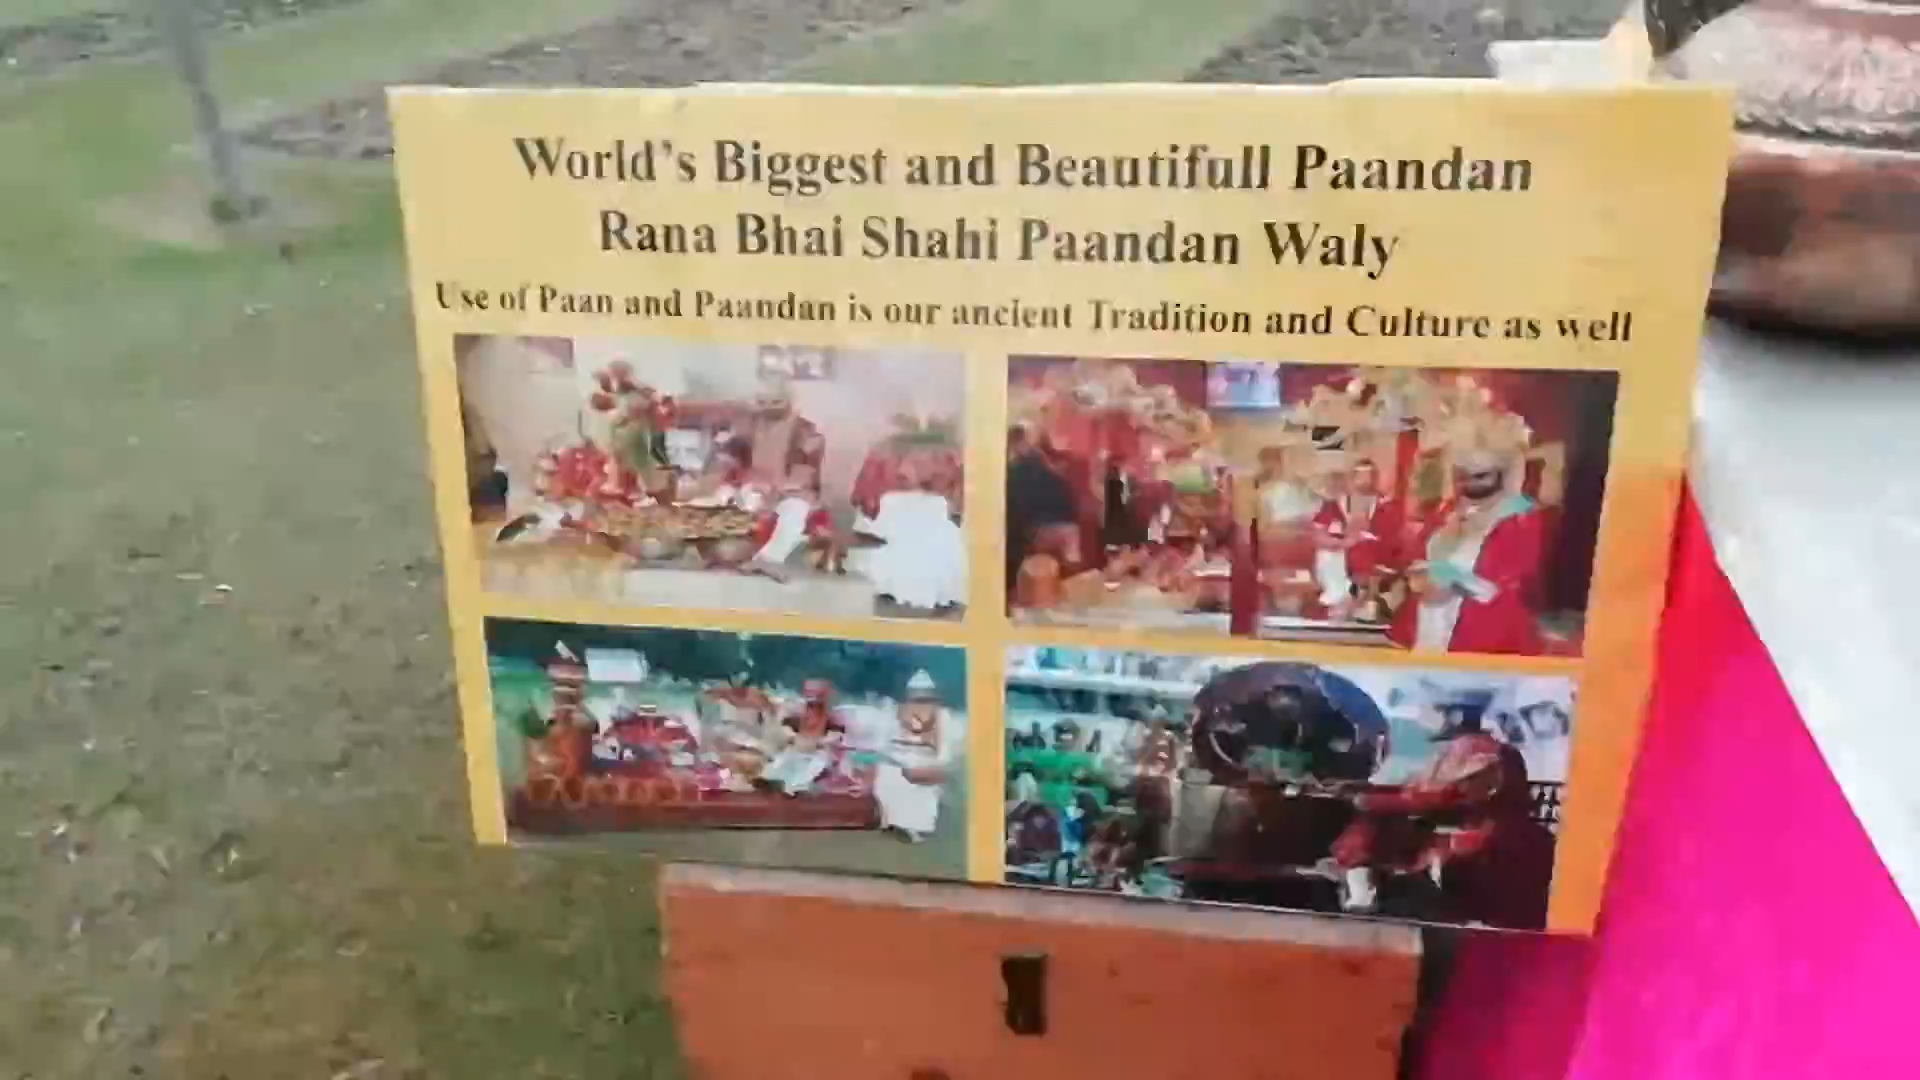 World's Biggest and Beautifull Paandan
Rana Bhai Shahi Paandan Waly
Use of Paan and Paandan is our ancient Tradition and Culture as well